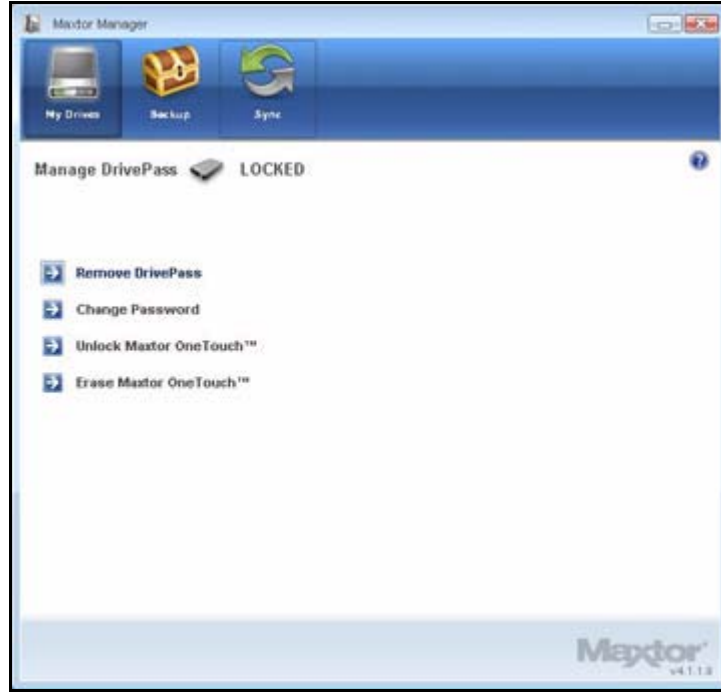 Maxtor Manager
My Drives Backup Sync
Manage DrivePass LOCKED
Remove DrivePass
Change Password
Unlock Maxtor OneTouch™
Erase Maxtor OneTouch™
Maxtor